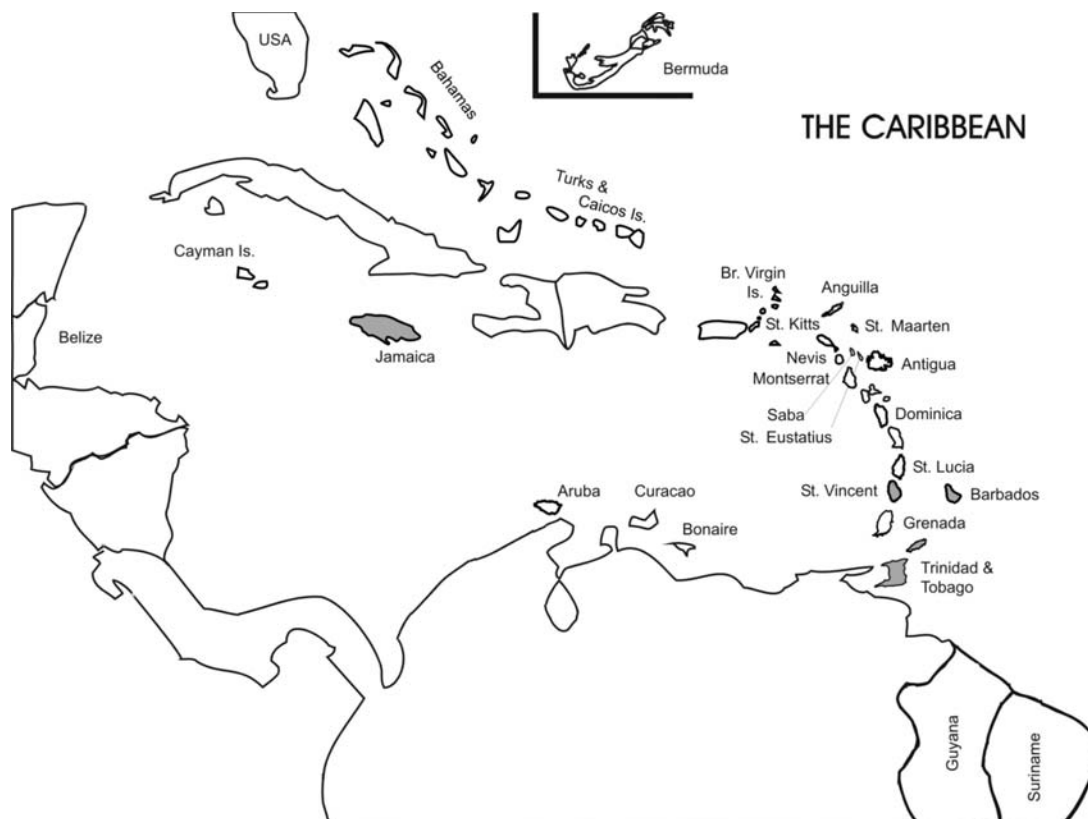 USA
Bahamas
Bermuda
THE CARIBBEAN
Turks &
Caicos Is.
Cayman Is.
Belize
Jamaica
Br. Virgin
Is.
Anguilla
St. Kitts
St. Maarten
Nevis
Antigua
Montserrat
Saba
Dominica
St. Eustatius
St. Lucia
St. Vincent
Barbados
Aruba
Curacao
Bonaire
Grenada
Trinidad &
Tobago
Guyana
Suriname